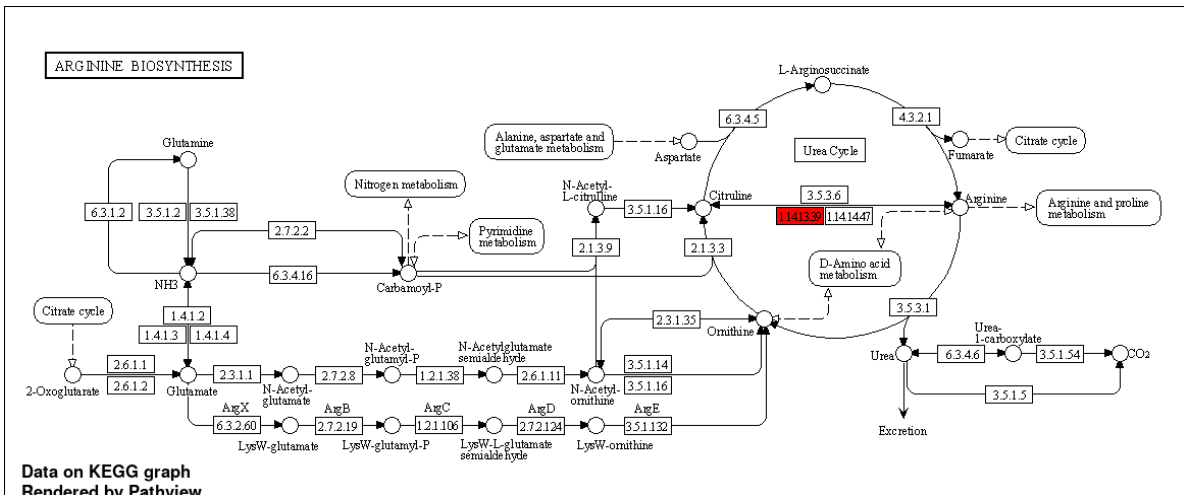 ARGININE BIOSYNTHESIS
L-Arginosuccinate
6.3.4.5
4.3.2.1
Alanine, aspartate and
glutamate metabolism
Aspartate
Urea Cycle
Fumarate
Citrate cycle
Glutamine
Nitrogen metabolism
N-Acetyl-
L-citrulline
Citruline
3.5.3.6
Arginine
Arginine and proline
metabolism
6.3.1.2
3.5.1.2
3.5.1.38
3.5.1.16
1.14.13.39
1.14.14.47
2.7.2.2
Pyrimidine
metabolism
2.1.3.9
2.1.3.3
D-Amino acid
metabolism
NH3
6.3.4.16
Carbamoyl-P
Citrate cycle
1.4.1.2
1.4.1.3
1.4.1.4
2.3.1.35
Ornithine
3.5.3.1
Urea-
1-carboxylate
Urea
6.3.4.6
3.5.1.54
CO2
2.6.1.1
2.6.1.2
2-Oxoglutarate
Glutamate
2.3.1.1
N-Acetyl-
glutamate
2.7.2.8
N-Acetyl-
glutamyl-P
1.2.1.38
N-Acetylglutamate
semialdehyde
2.6.1.11
N-Acetyl-
ornithine
3.5.1.14
3.5.1.16
3.5.1.5
ArgX
6.3.2.60
LysW-glutamate
ArgB
2.7.2.19
LysW-glutamyl-P
ArgC
1.2.1.106
LysW-L-glutamate
semialdehyde
ArgD
2.7.2.124
LysW-ornithine
ArgE
3.5.1.132
Excretion
Data on KEGG graph
Rendered by Pathview